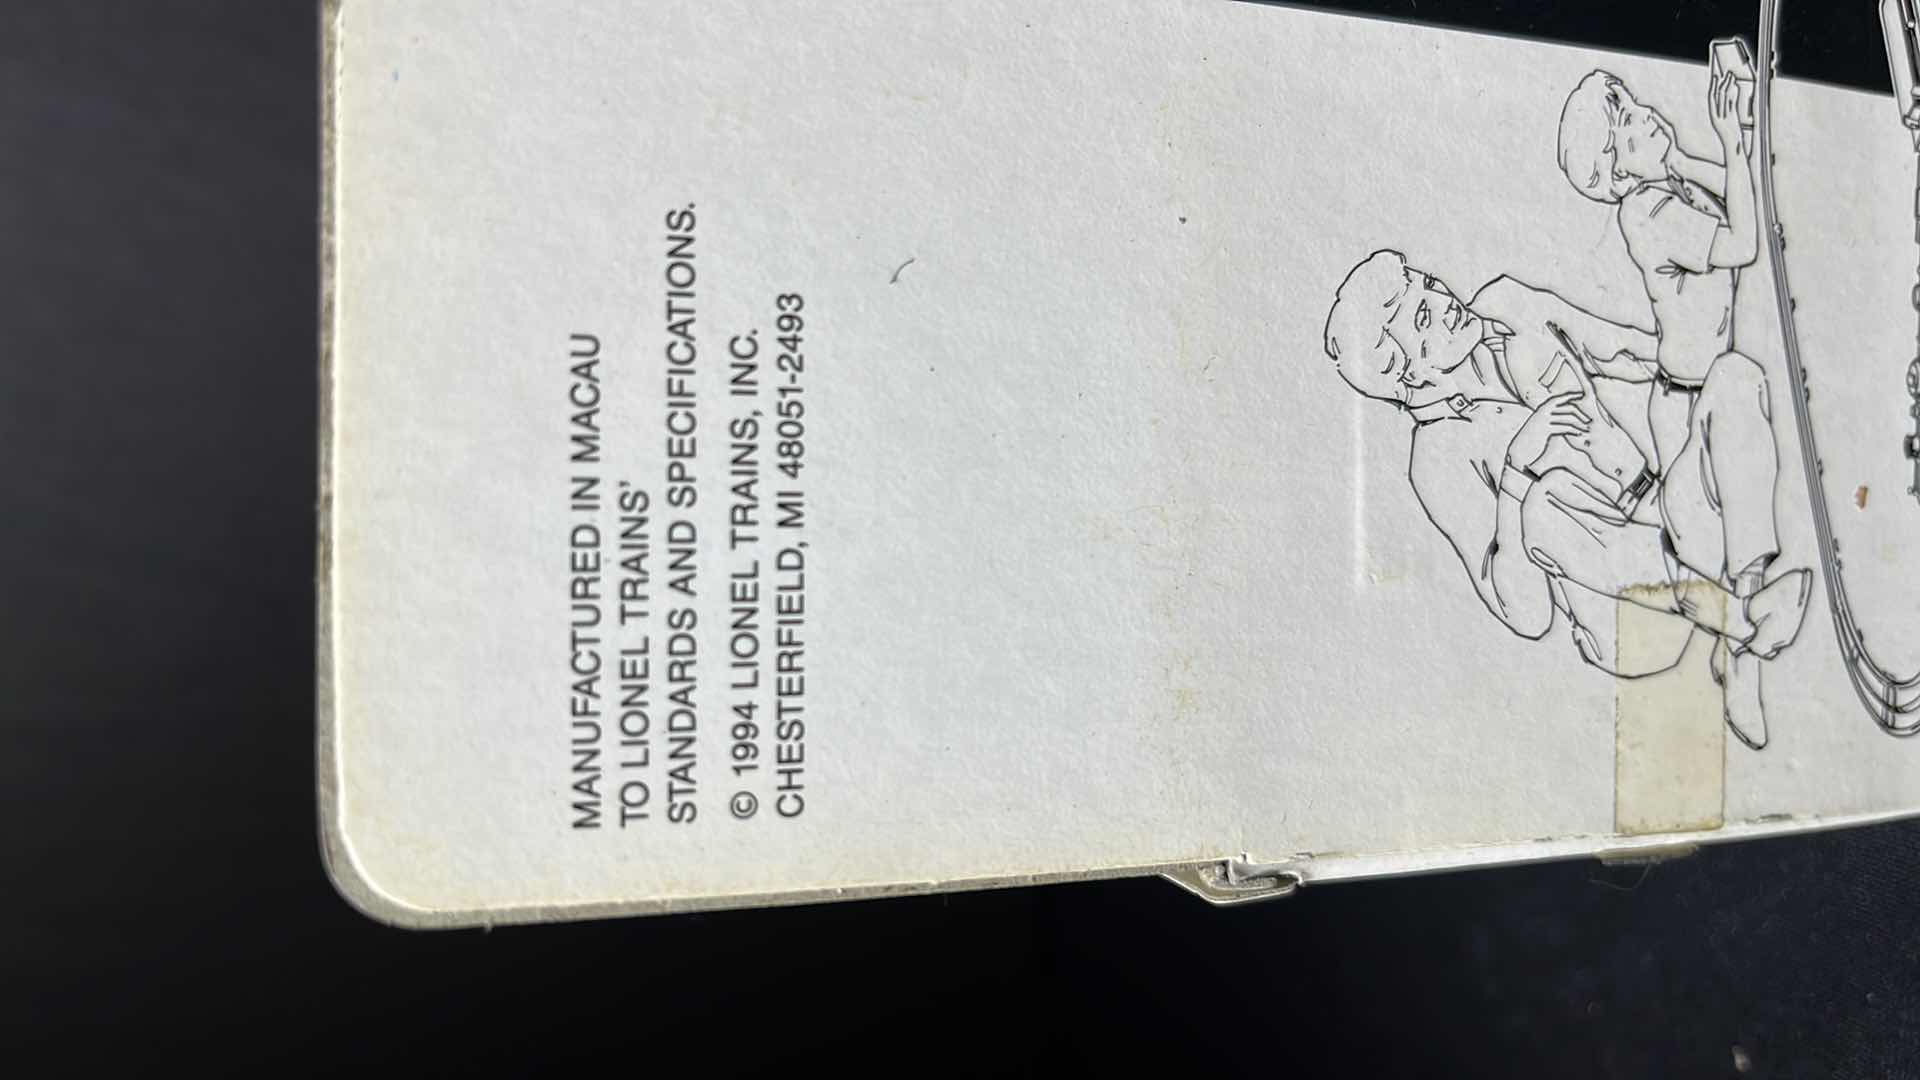 MANUFACTURED IN MACAU
TO LIONEL TRAINS'
STANDARDS AND SPECIFICATIONS.
© 1994 LIONEL TRAINS, INC.
CHESTERFIELD, MI 48051-2493